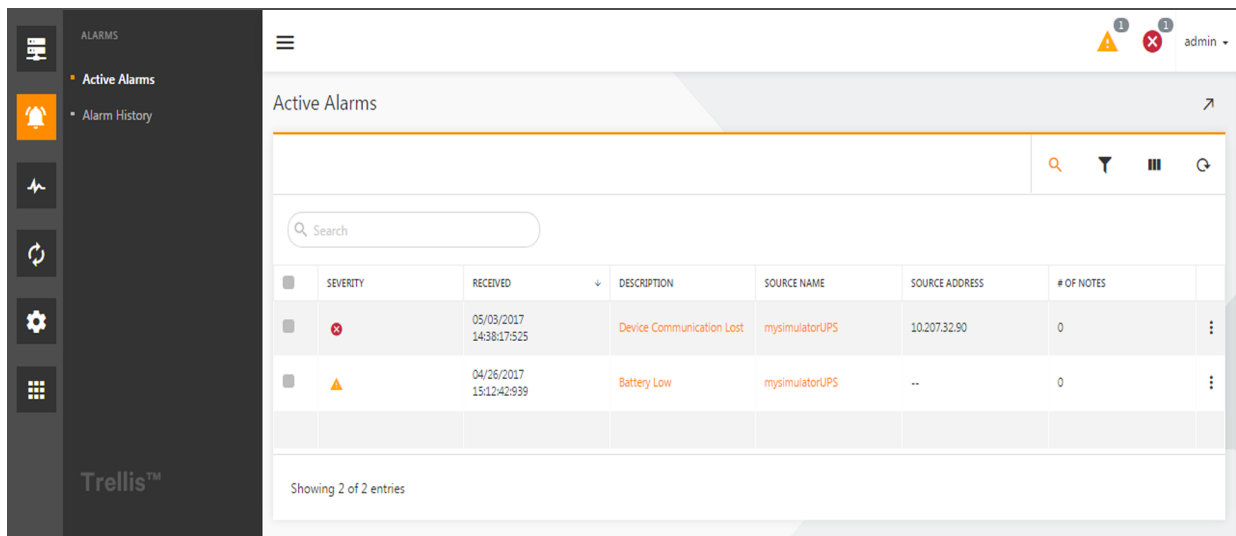 ALARMS
Active Alarms
Alarm History
Trellis™
1
1
admin
Active Alarms
Search
SEVERITY RECEIVED DESCRIPTION SOURCE NAME SOURCE ADDRESS # OF NOTES
05/03/2017
14:38:17:525
Device Communication Lost mysimulatorUPS 10.207.32.90 0
04/26/2017
15:12:42:939
Battery Low mysimulatorUPS -- 0
Showing 2 of 2 entries